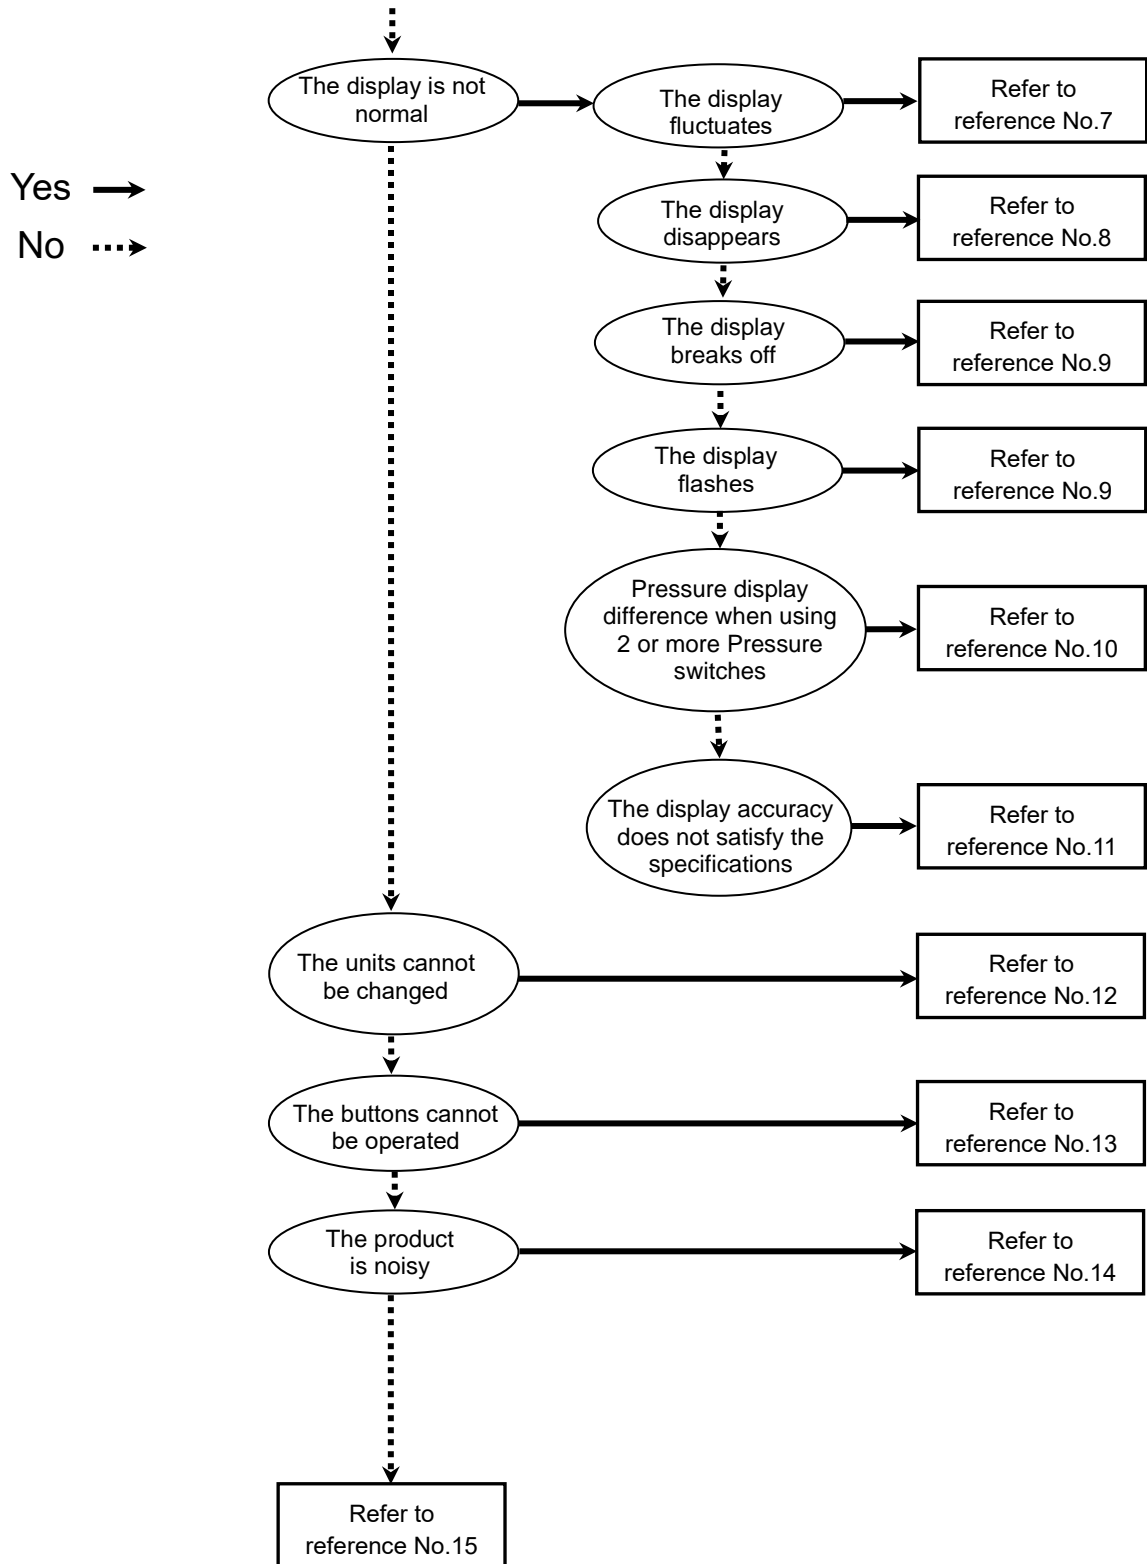 The display is not
normal
The display
fluctuates
Refer to
reference No.7
Yes
No
The display
disappears
Refer to
reference No.8
The display
breaks off
Refer to
reference No.9
The display
flashes
Refer to
reference No.9
Pressure display
difference when using
2 or more Pressure
switches
Refer to
reference No.10
The display accuracy
does not satisfy the
specifications
Refer to
reference No.11
The units cannot
be changed
Refer to
reference No.12
The buttons cannot
be operated
Refer to
reference No.13
The product
is noisy
Refer to
reference No.14
Refer to
reference No.15